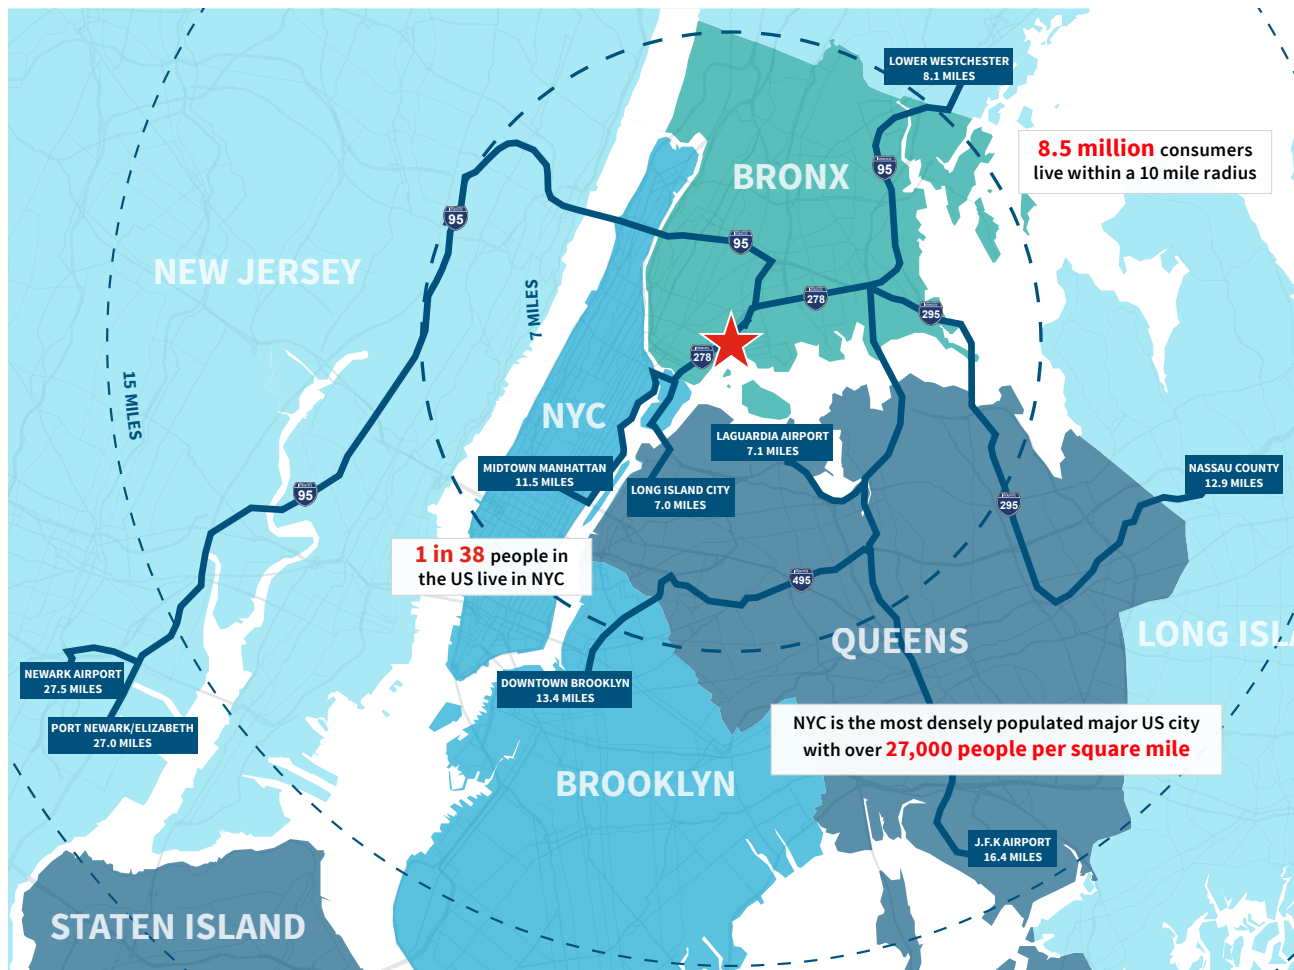 LOWER WESTCHESTER
8.1 MILES
8.5 million consumers
live within a 10 mile radius
95
BRONX
95
95
NEW JERSEY
278
7 MILES
295
278
15 MILES
NYC
LAGUARDIA AIRPORT
7.1 MILES
MIDTOWN MANHATTAN
11.5 MILES
NASSAU COUNTY
12.9 MILES
LONG ISLAND CITY
7.0 MILES
95
295
1 in 38 people in
the US live in NYC
495
QUEENS
LONG ISLA
NEWARK AIRPORT
27.5 MILES
DOWNTOWN BROOKLYN
13.4 MILES
PORT NEWARK/ELIZABETH
27.0 MILES
NYC is the most densely populated major US city
with over 27,000 people per square mile
BROOKLYN
J.F.K AIRPORT
16.4 MILES
STATEN ISLAND